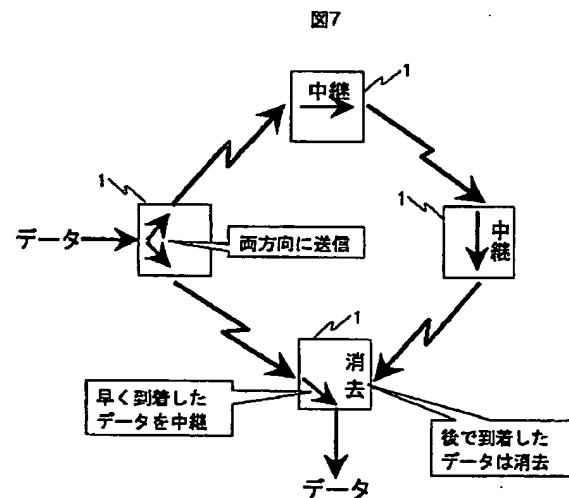 図7
1
中継
1
1
データ
両方向に送信
中継
1
消去
早く到着した
データを中継
後で到着した
データは消去
データ